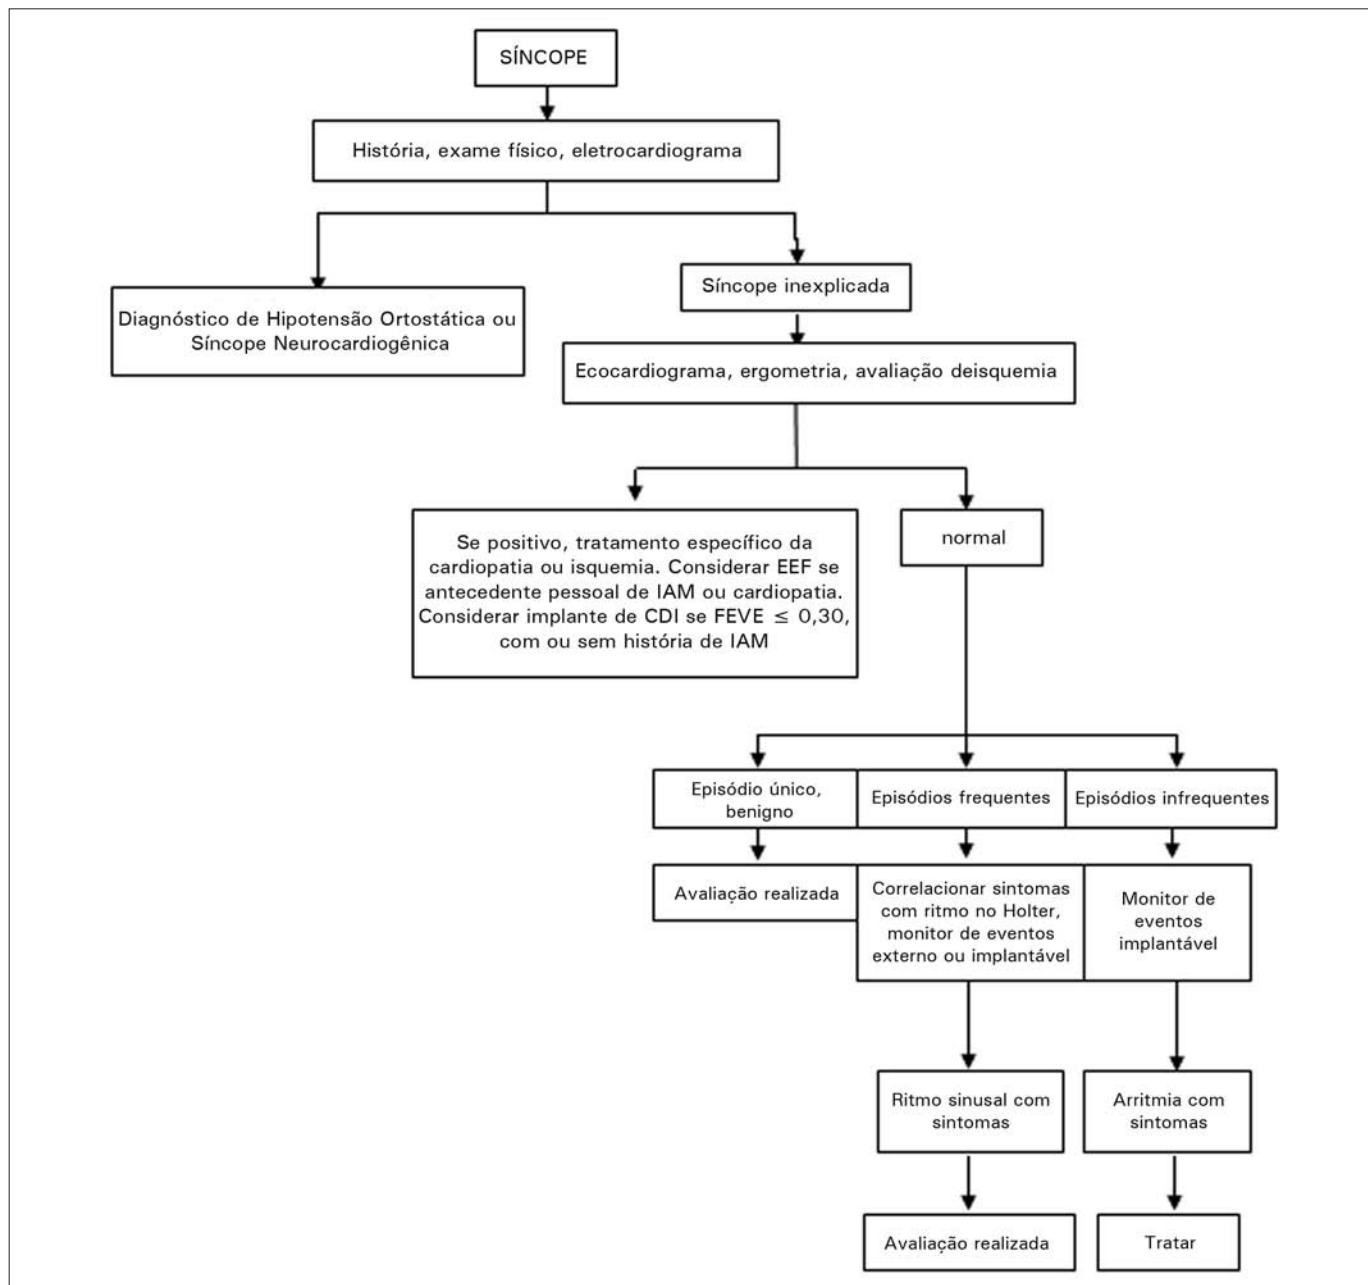 SÍNCOPE
História, exame físico, eletrocardiograma
Diagnóstico de Hipotensão Ortostática ou
Síncope Neurocardiogênica
Síncope inexplicada
Ecocardiograma, ergometria, avaliação deisquemia
Se positivo, tratamento específico da
cardiopatia ou isquemia. Considerar EEF se
antecedente pessoal de IAM ou cardiopatia.
Considerar implante de CDI se FEVE ≤ 0,30,
com ou sem história de IAM
normal
Episódio único,
benigno
Episódios frequentes
Episódios infrequentes
Avaliação realizada
Correlacionar sintomas
com ritmo no Holter,
monitor de eventos
externo ou implantável
Monitor de
eventos
implantável
Ritmo sinusal com
sintomas
Arritmia com
sintomas
Avaliação realizada
Tratar